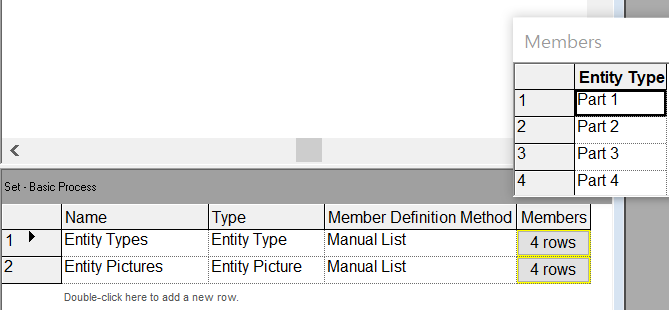 Members
Entity Type
1 Part 1
2 Part 2
3 Part 3
4 Part 4
Set - Basic Process
Name Type Member Definition Method Members
1 Entity Types Entity Type Manual List 4 rows
2 Entity Pictures Entity Picture Manual List 4 rows
Double-click here to add a new row.